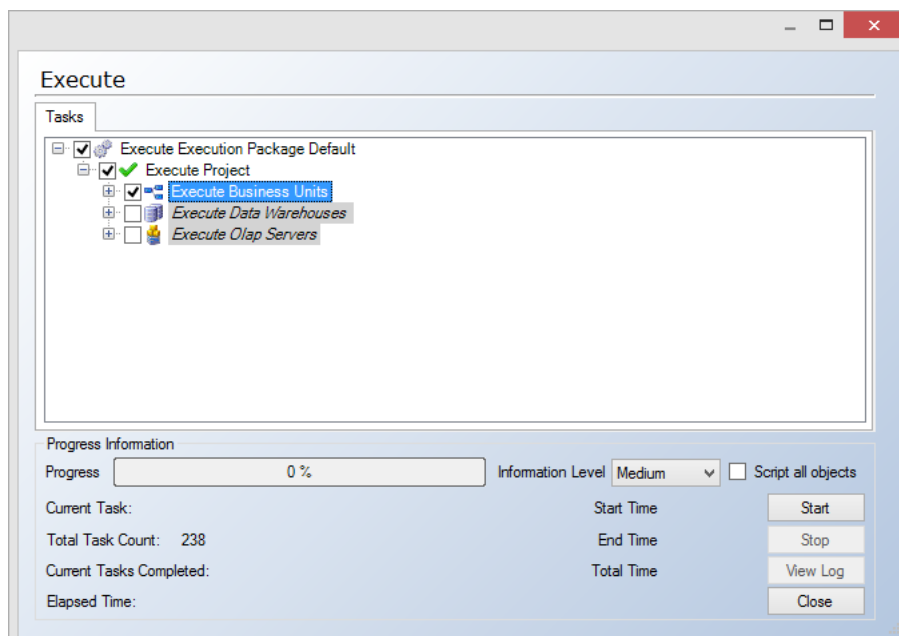 Execute
Tasks
Execute Execution Package Default
Execute Project
Execute Business Units
Execute Data Warehouses
Execute Olap Servers
Progress Information
Progress 0 % Information Level Medium Script all objects
Current Task: Start Time Start
Total Task Count: 238 End Time Stop
Current Tasks Completed: Total Time View Log
Elapsed Time: Close